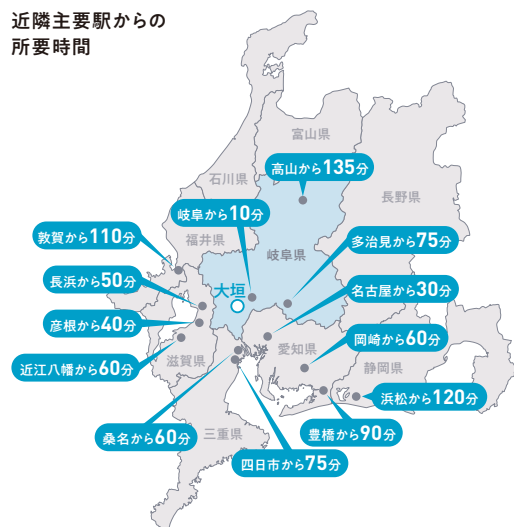 近隣主要駅からの
所要時間
富山県
高山から135分
石川県
長野県
岐阜から10分
敦賀から110分
福井県
多治見から75分
岐阜県
長浜から50分
大垣
名古屋から30分
彦根から40分
岡崎から60分
愛知県
滋賀県
近江八幡から60分
静岡県
浜松から120分
桑名から60分
三重県
豊橋から90分
四日市から75分